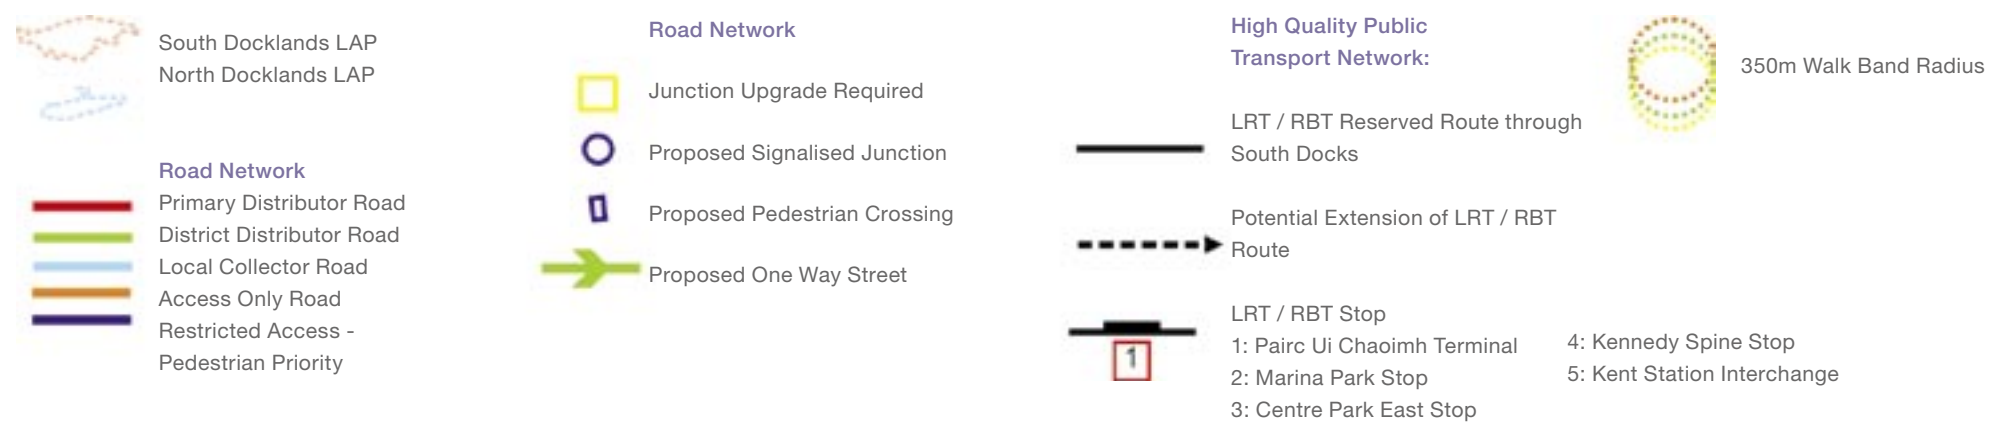 South Docklands LAP
North Docklands LAP
Road Network
Primary Distributor Road
District Distributor Road
Local Collector Road
Access Only Road
Restricted Access -
Pedestrian Priority
Road Network
Junction Upgrade Required
Proposed Signalised Junction
Proposed Pedestrian Crossing
Proposed One Way Street
High Quality Public
Transport Network:
LRT / RBT Reserved Route through
South Docks
Potential Extension of LRT / RBT
Route
1
LRT / RBT Stop
1: Pairc Ui Chaoimh Terminal
2: Marina Park Stop
3: Centre Park East Stop
4: Kennedy Spine Stop
5: Kent Station Interchange
350m Walk Band Radius